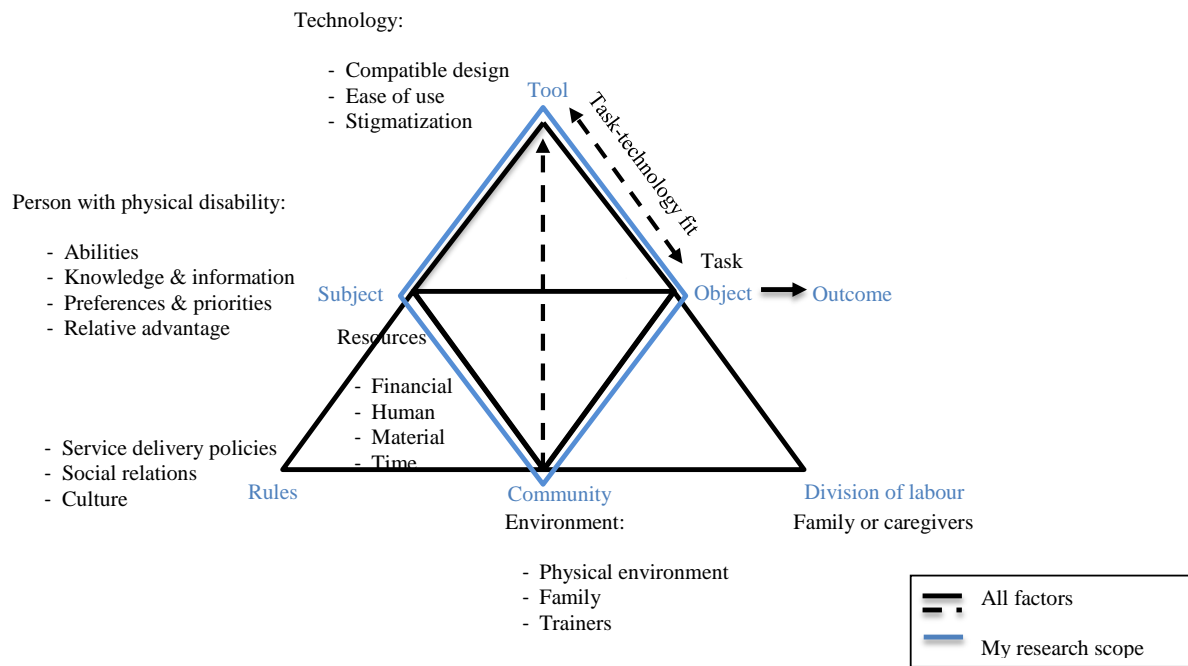 Technology:
- Compatible design
- Ease of use
- Stigmatization
Tool
Task-technology fit
Person with physical disability:
- Abilities
- Knowledge & information
- Preferences & priorities
- Relative advantage
Subject
Task
Object
Outcome
Resources
- Financial
- Human
- Material
- Time
- Service delivery policies
- Social relations
- Culture
Rules
Community
Division of labour
Environment:
Family or caregivers
- Physical environment
- Family
- Trainers
All factors
My research scope